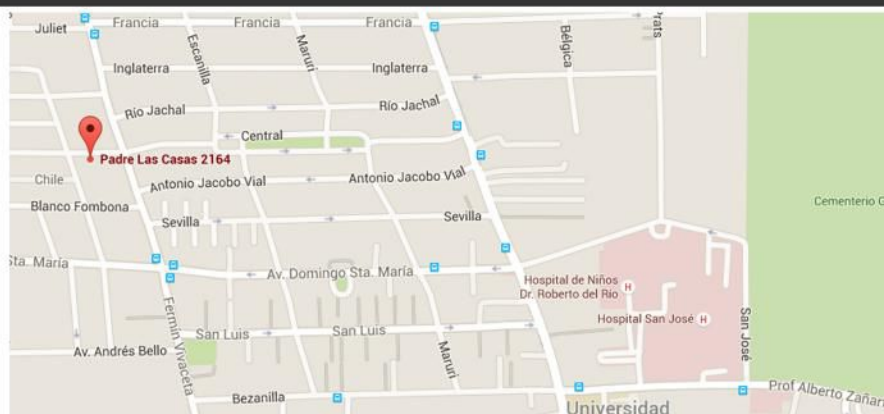 Juliet
Francia
Francia
Francia
Prats
Escanilla
Maruri
Bélgica
Inglaterra
Inglaterra
Río Jachal
Río Jachal
Central
Padre Las Casas 2164
Chile
Antonio Jacobo Vial
Antonio Jacobo Vial
Blanco Fombona
Cementerio G
Sevilla
Sevilla
Sta. María
Av. Domingo Sta. María
Hospital de Niños
Dr. Roberto del Río
H
Fermín Vivaceta
Hospital San José
H
San José
San Luis
San Luis
Av. Andrés Bello
Maruri
Bezanilla
Prof Alberto Zañar
Universidad